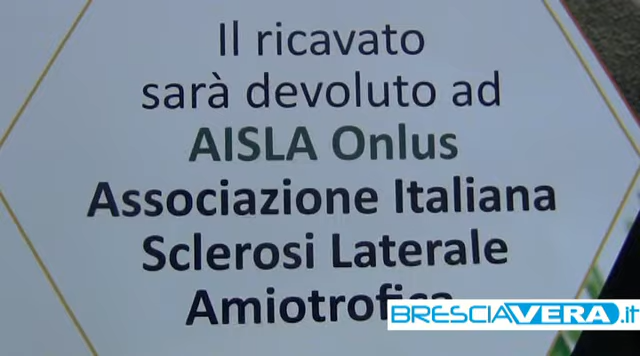 Il ricavato
sarà devoluto ad
AISLA Onlus
Associazione Italiana
Sclerosi Laterale
Amiotrofica
BRESCIAVERA.it